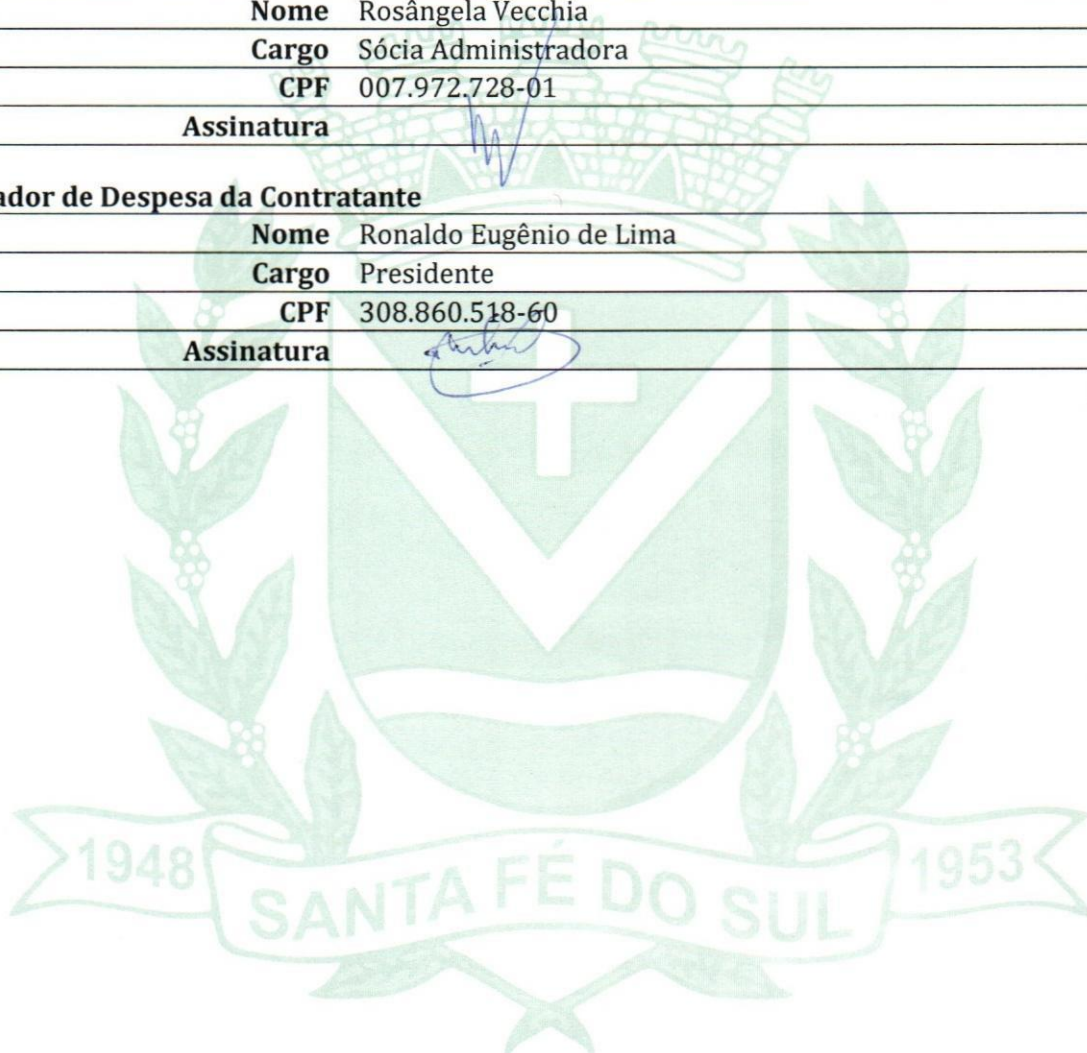 Nome Rosângela Vecchia
Cargo Sócia Administradora
CPF 007.972.728-01
Assinatura
ador de Despesa da Contratante
Nome Ronaldo Eugênio de Lima
Cargo Presidente
CPF 308.860.518-60
Assinatura
1948 SANTA FÉ DO SUL 1953